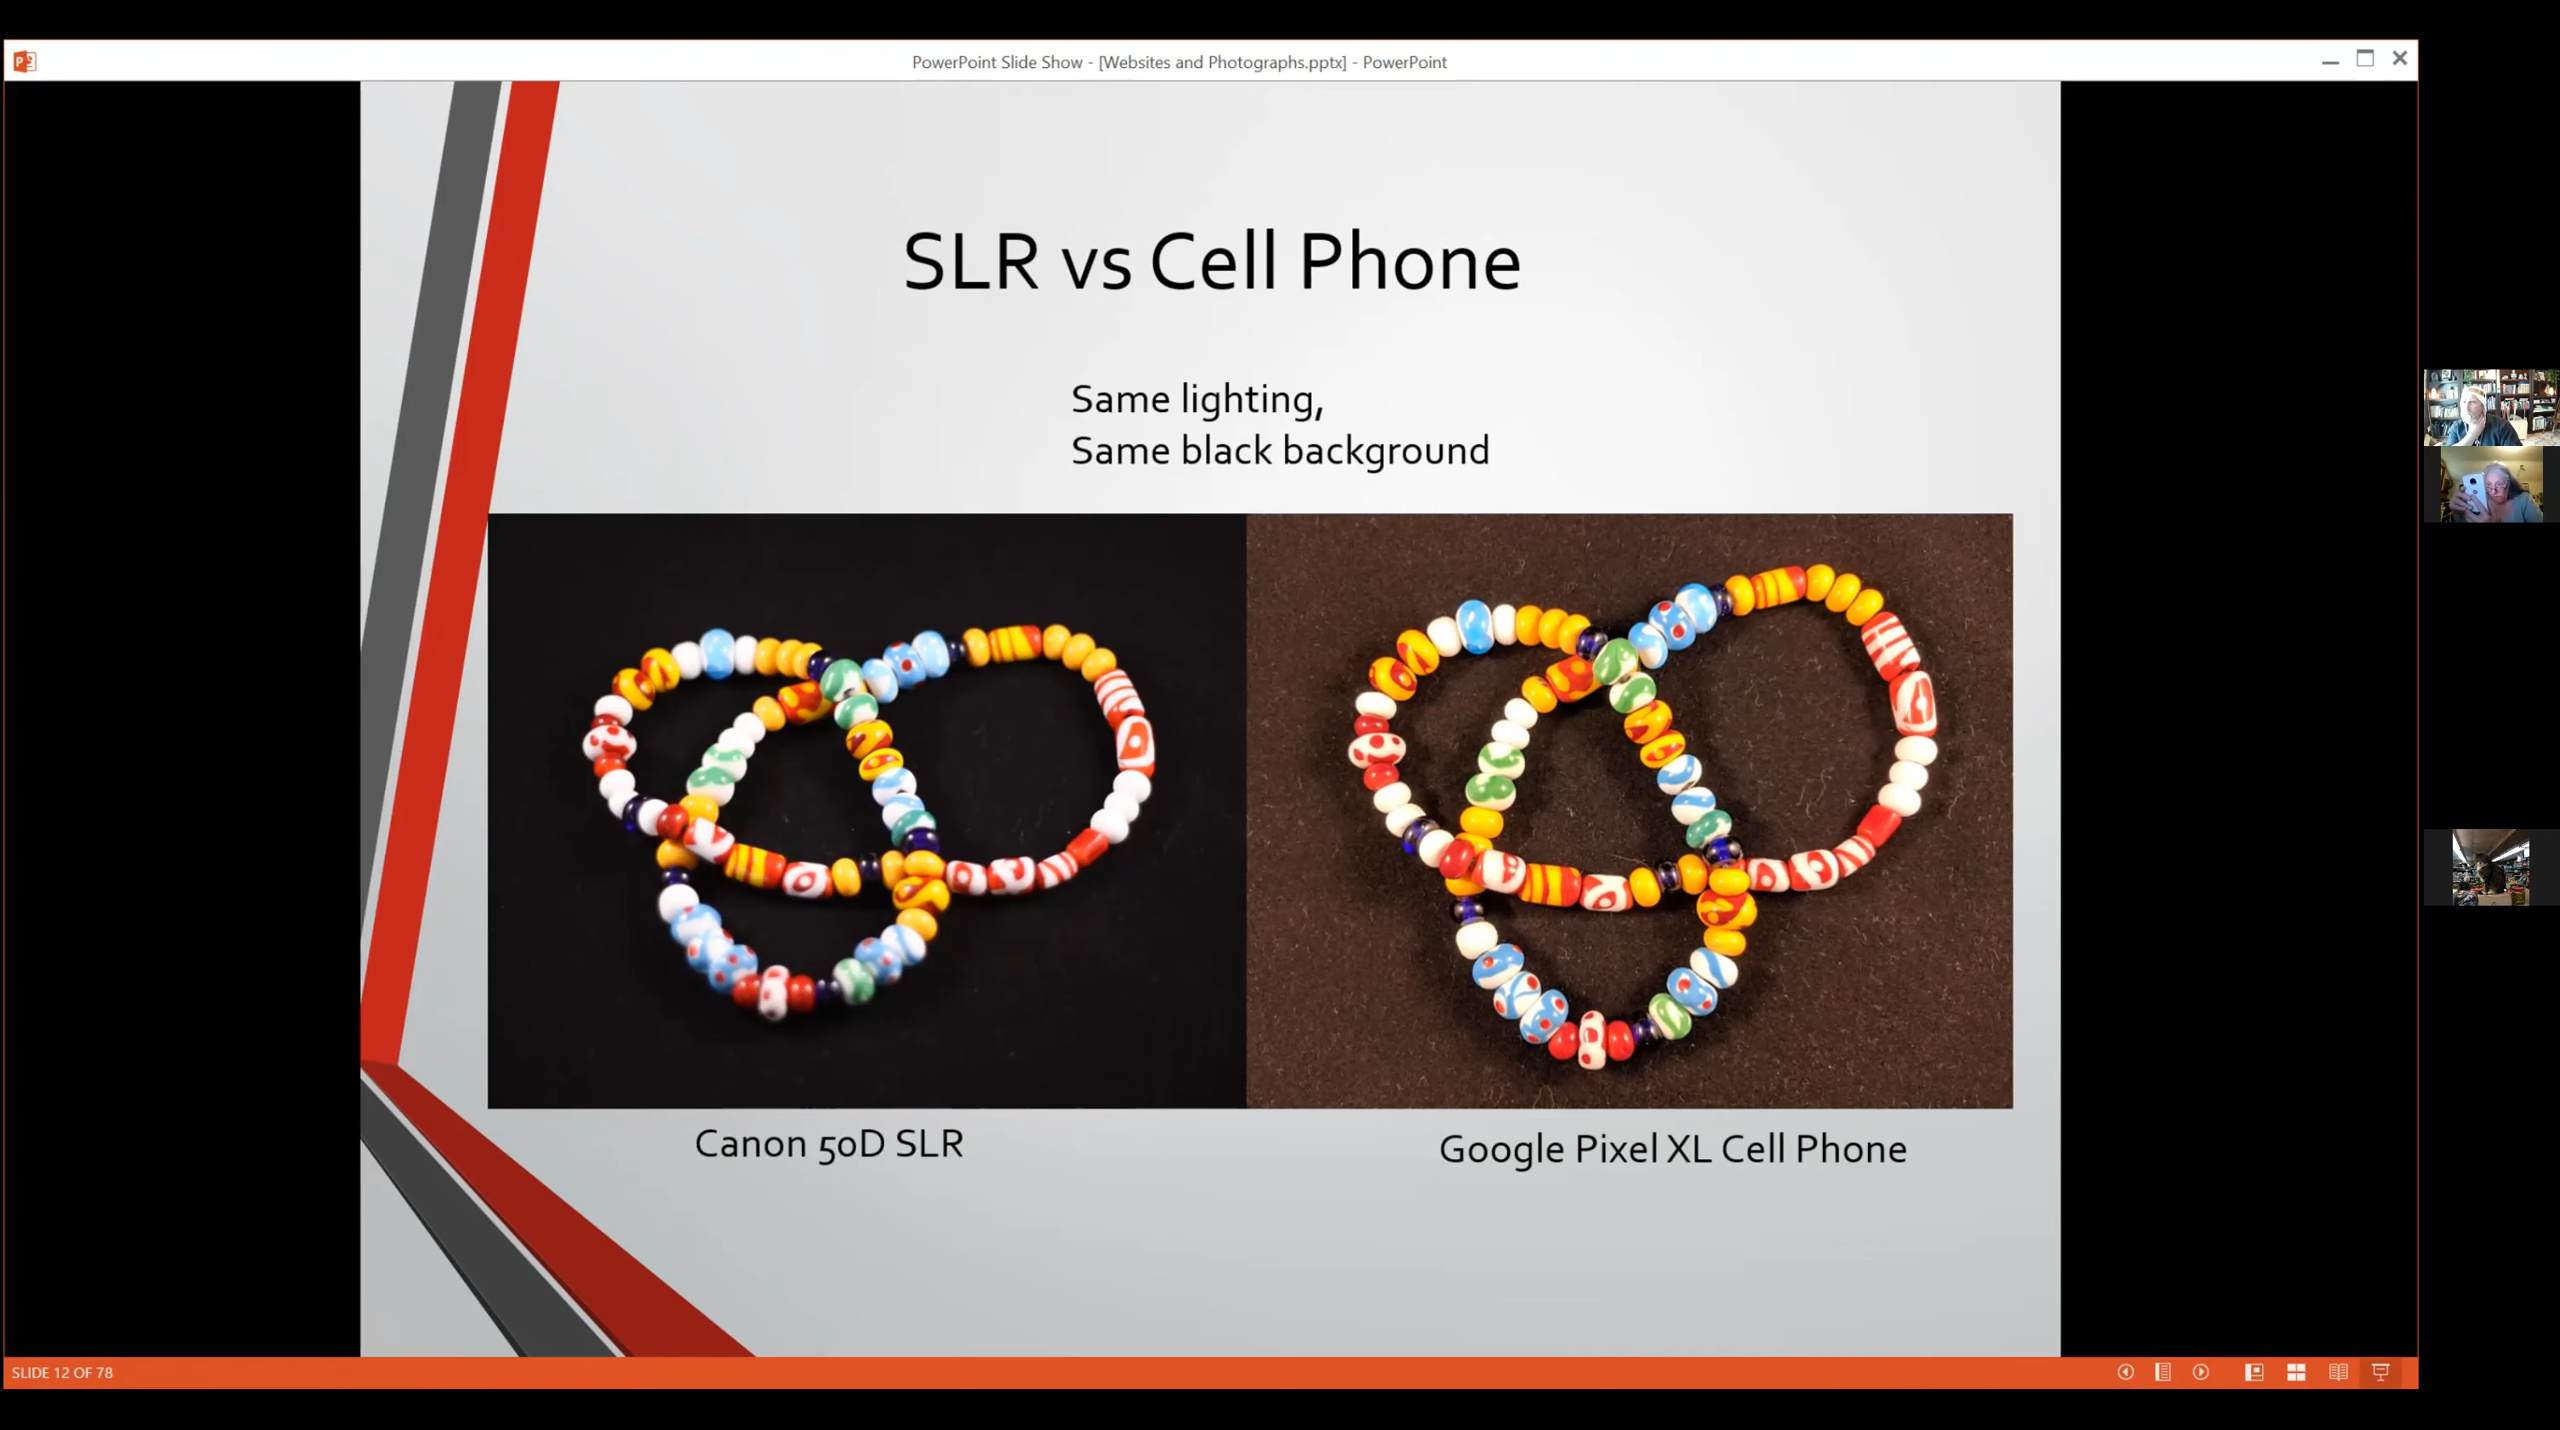 PowerPoint Slide Show - [Websites and Photographs.pptx] - PowerPoint
SLR vs Cell Phone
Same lighting,
Same black background
Canon 50D SLR
Google Pixel XL Cell Phone
SLIDE 12 OF 78